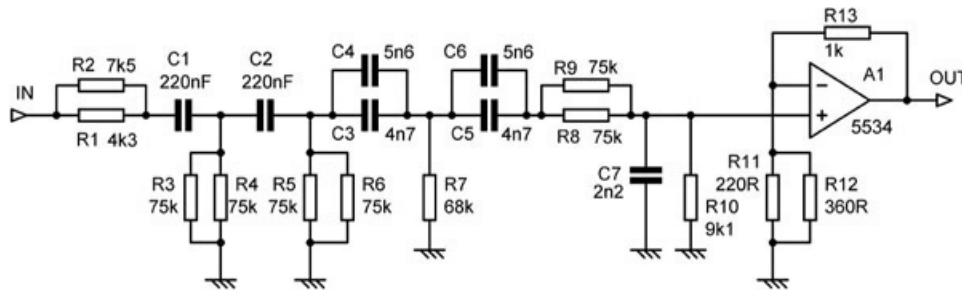 IN
R2 7k5
R1 4k3
C1
220nF
C2
220nF
C4
5n6
C3
4n7
C6
5n6
C5
4n7
R9 75k
R8 75k
R13
1k
A1
−
+
5534
OUT
R3
75k
R4
75k
R5
75k
R6
75k
R7
68k
C7
2n2
R10
9k1
R11
220R
R12
360R